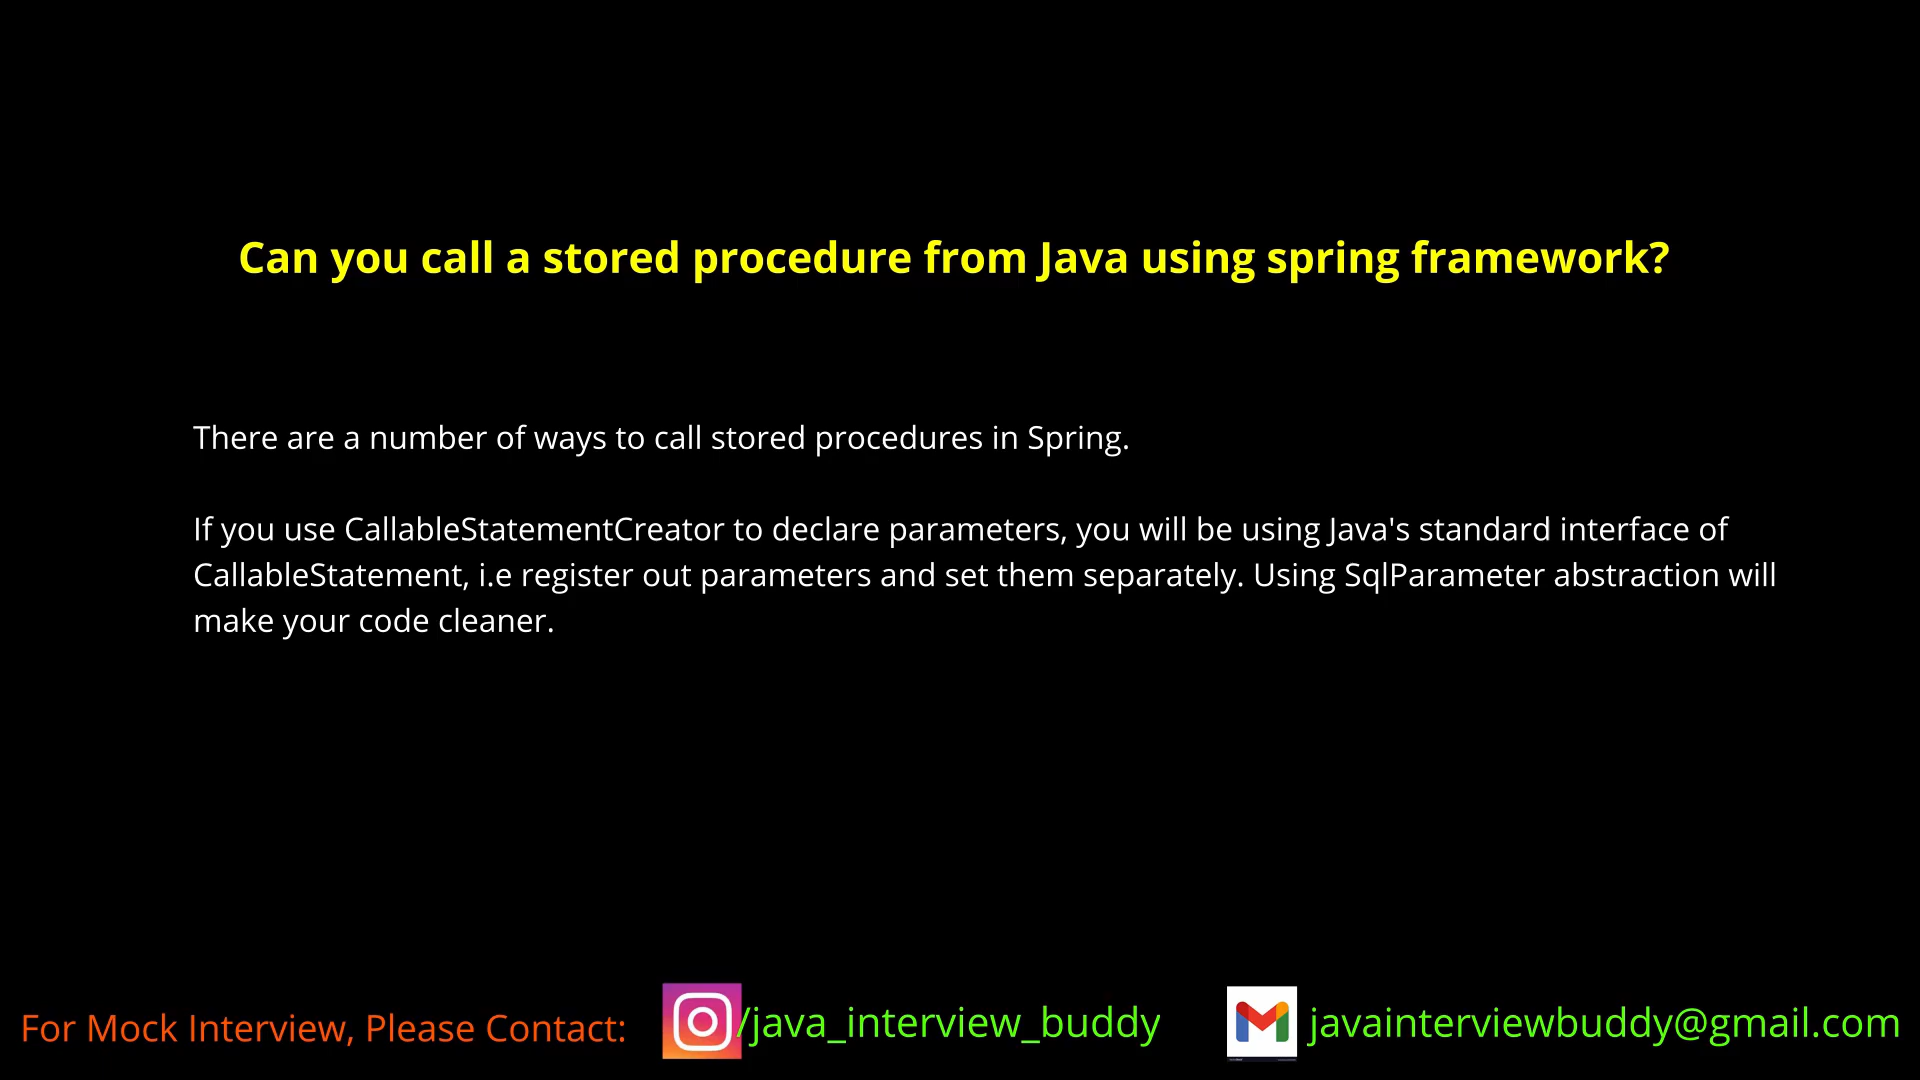 Can you call a stored procedure from Java using spring framework?
There are a number of ways to call stored procedures in Spring.
If you use CallableStatementCreator to declare parameters, you will be using Java's standard interface of
CallableStatement, i.e register out parameters and set them separately. Using SqlParameter abstraction will
make your code cleaner.
For Mock Interview, Please Contact: /java_interview_buddy javainterviewbuddy@gmail.com